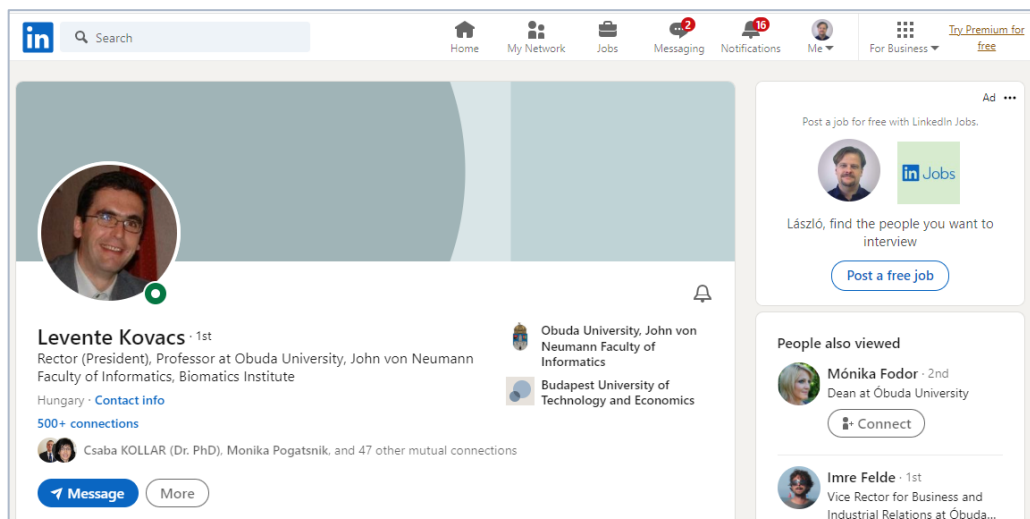 in Search
Home
My Network
Jobs
2
Messaging
16
Notifications
Me
For Business
Try Premium for
free
Levente Kovacs · 1st
Rector (President), Professor at Obuda University, John von Neumann
Faculty of Informatics, Biomatics Institute
Hungary · Contact info
500+ connections
Csaba KOLLAR (Dr. PhD), Monika Pogatsnik, and 47 other mutual connections
Message
More
Obuda University, John von
Neumann Faculty of
Informatics
Budapest University of
Technology and Economics
Ad
Post a job for free with LinkedIn Jobs.
in Jobs
László, find the people you want to
interview
Post a free job
People also viewed
Mónika Fodor · 2nd
Dean at Óbuda University
Connect
Imre Felde · 1st
Vice Rector for Business and
Industrial Relations at Óbuda...